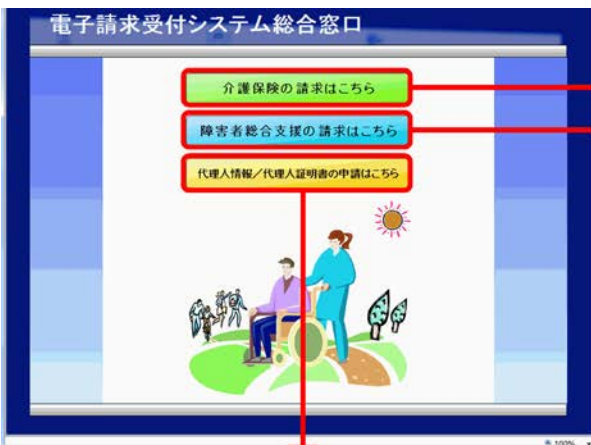 電子請求受付システム総合窓口
介護保険の請求はこちら
障害者総合支援の請求はこちら
代理人情報／代理人証明書の申請はこちら
100%